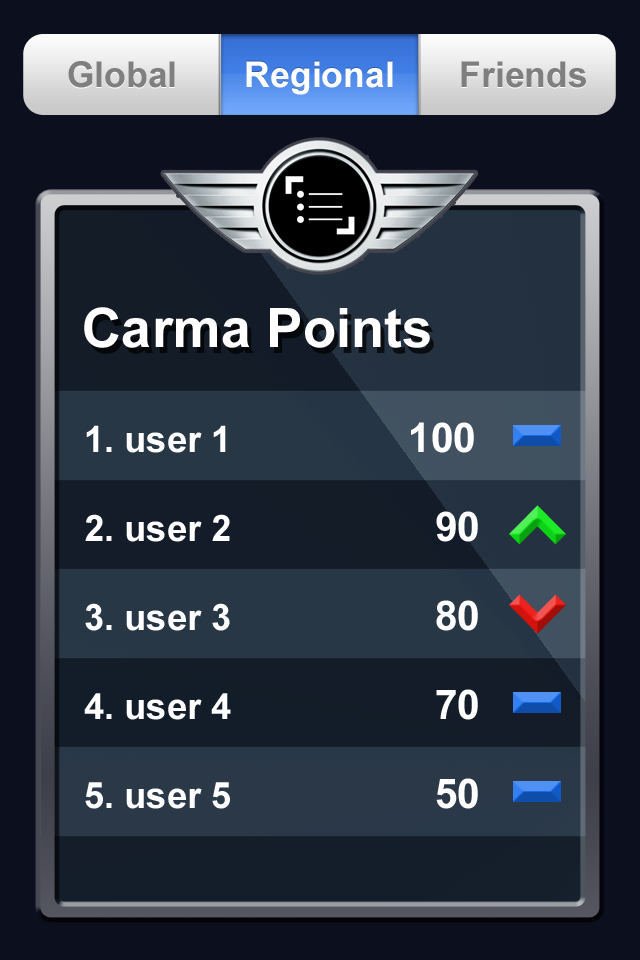 Global Regional Friends
Carma Points
1. user 1 100
2. user 2 90
3. user 3 80
4. user 4 70
5. user 5 50